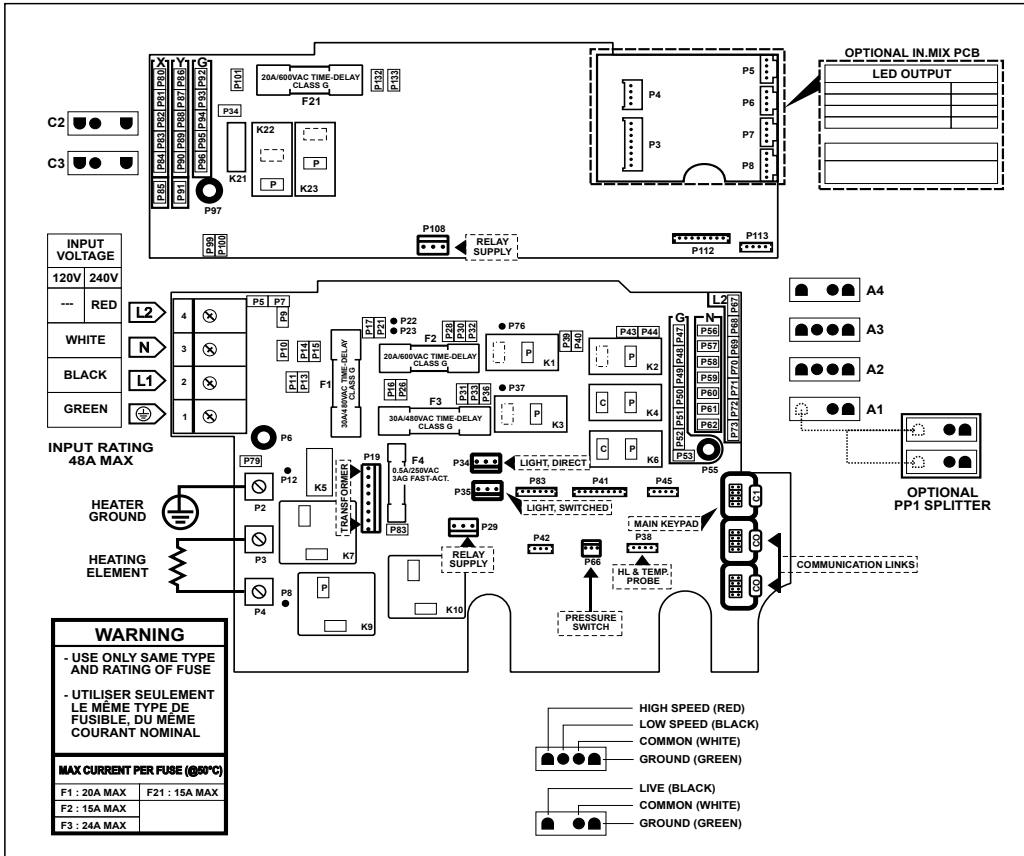 OPTIONAL IN.MIX PCB
LED OUTPUT
X Y G
P80 P81 P82 P83 P84 P85
P86 P87 P88 P89 P90 P91
P92 P93 P94 P95 P96
P101
20A/600VAC TIME-DELAY
CLASS G
F21
P132
P133
P34
K22
P
K21
P
K23
P97
P99
P100
P4
P3
P5
P6
P7
P8
C2
C3
P108
RELAY
SUPPLY
P112
P113
INPUT
VOLTAGE
120V 240V
--- RED
L2
WHITE
N
BLACK
L1
GREEN
INPUT RATING
48A MAX
4
3
2
1
P5 P7
P9
P10
P14
P15
P11
P13
F1
30A/480VAC TIME-DELAY
CLASS G
P17
P21
P22
P23
F2
20A/600VAC TIME-DELAY
CLASS G
P28
P30
P32
P16
P26
P31
P33
P36
30A/480VAC TIME-DELAY
CLASS G
F3
P76
P
K1
P39
P40
P37
P
K3
P43 P44
P
K2
C P
K4
C P
K6
G N
L2
P47 P48 P49 P50 P51 P52
P53
P56
P57
P58
P59
P60
P61
P62
P67 P68 P69 P70 P71 P72 P73
P55
A4
A3
A2
A1
OPTIONAL
PP1 SPLITTER
P6
P79
P12
P2
K5
TRANSFORMER
P19
F4
0.5A/250VAC
3AG FAST-ACT.
P83
P34
LIGHT, DIRECT
P35
LIGHT, SWITCHED
P83
P41
P45
P29
RELAY
SUPPLY
MAIN KEYPAD
C1
CO
CO
COMMUNICATION LINKS
P42
P66
P38
HL & TEMP.
PROBE
PRESSURE
SWITCH
HEATER
GROUND
HEATING
ELEMENT
P3
P4
P8
K7
P
K9
K10
WARNING
- USE ONLY SAME TYPE
AND RATING OF FUSE
- UTILISER SEULEMENT
LE MÊME TYPE DE
FUSIBLE, DU MÊME
COURANT NOMINAL
MAX CURRENT PER FUSE (@50°C)
F1 : 20A MAX F21 : 15A MAX
F2 : 15A MAX
F3 : 24A MAX
HIGH SPEED (RED)
LOW SPEED (BLACK)
COMMON (WHITE)
GROUND (GREEN)
LIVE (BLACK)
COMMON (WHITE)
GROUND (GREEN)